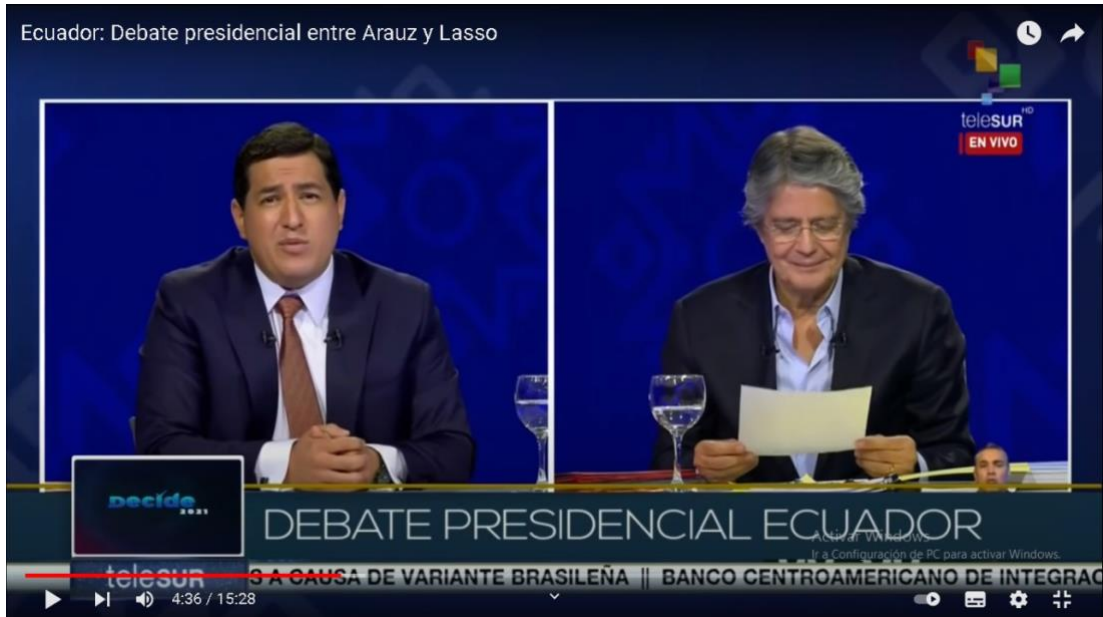 Ecuador: Debate presidencial entre Arauz y Lasso
teleSUR HD
EN VIVO
Decide
2021
DEBATE PRESIDENCIAL ECUADOR
Activar Windows
Ir a Configuración de PC para activar Windows.
teleSUR
S A CAUSA DE VARIANTE BRASILEÑA || BANCO CENTROAMERICANO DE INTEGRAC
4:36 / 15:28